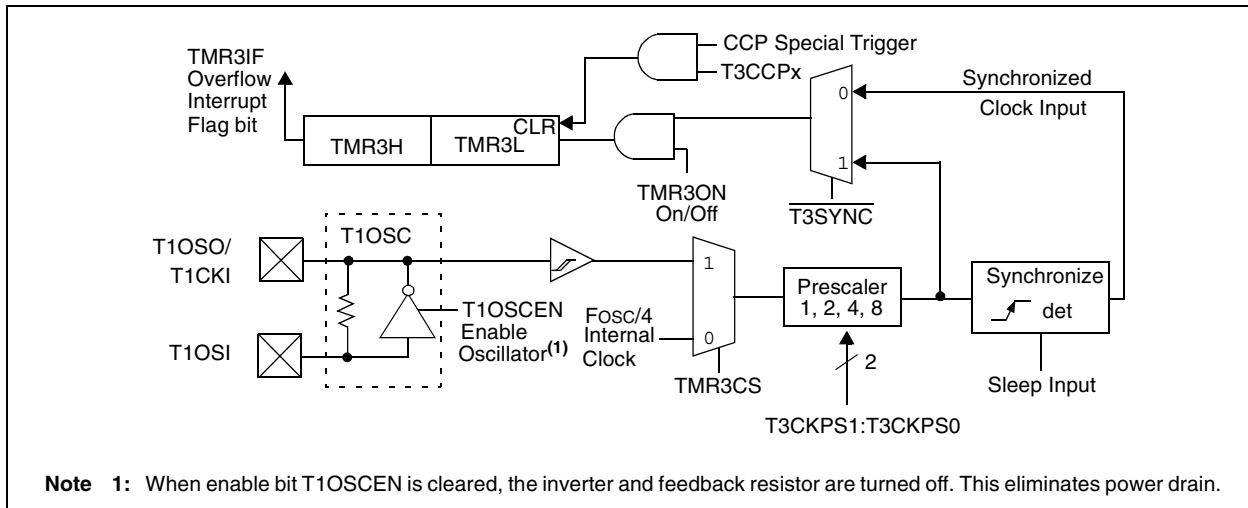 TMR3IF
Overflow
Interrupt
Flag bit
TMR3H
TMR3L
CLR
CCP Special Trigger
T3CCPx
TMR3ON
On/Off
0
1
T3SYNC
Synchronized
Clock Input
T1OSO/
T1CKI
T1OSI
T1OSC
T1OSCEN
Enable
Oscillator(1)
FOSC/4
Internal
Clock
1
0
TMR3CS
Prescaler
1, 2, 4, 8
2
T3CKPS1:T3CKPS0
Synchronize
det
Sleep Input
Note 1: When enable bit T1OSCEN is cleared, the inverter and feedback resistor are turned off. This eliminates power drain.